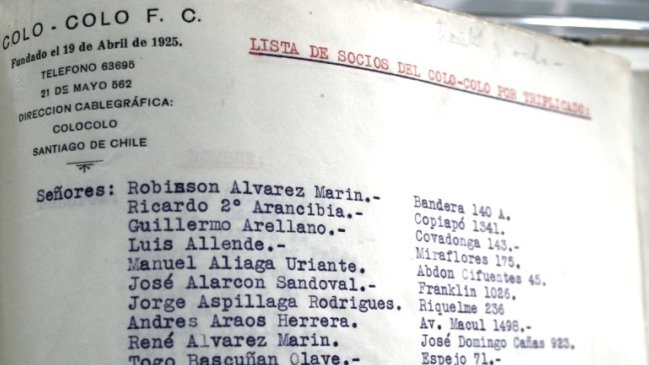 COLO - COLO F. C.
Fundado el 19 de Abril de 1925.
TELEFONO 63695
21 DE MAYO 562
DIRECCION CABLEGRÁFICA:
COLOCOLO
SANTIAGO DE CHILE
LISTA DE SOCIOS DEL COLO-COLO POR TRIPLICADO:
NOMBRE:
Señores: Robinson Alvarez Marin.- Bandera 140 A.
Ricardo 2º Arancibia.- Copiapó 1341.
Guillermo Arellano.- Covadonga 143.-
Luis Allende.- Miraflores 175.
Manuel Aliaga Uriante. Abdon Cifuentes 45.
José Alarcon Sandoval.- Franklin 1026.
Jorge Aspillaga Rodrigues. Riquelme 236
Andres Araos Herrera. Av. Macul 1498.-
René Alvarez Marin. José Domingo Cañas 923.
Togo Bascuñan Olave.- Espejo 71.-